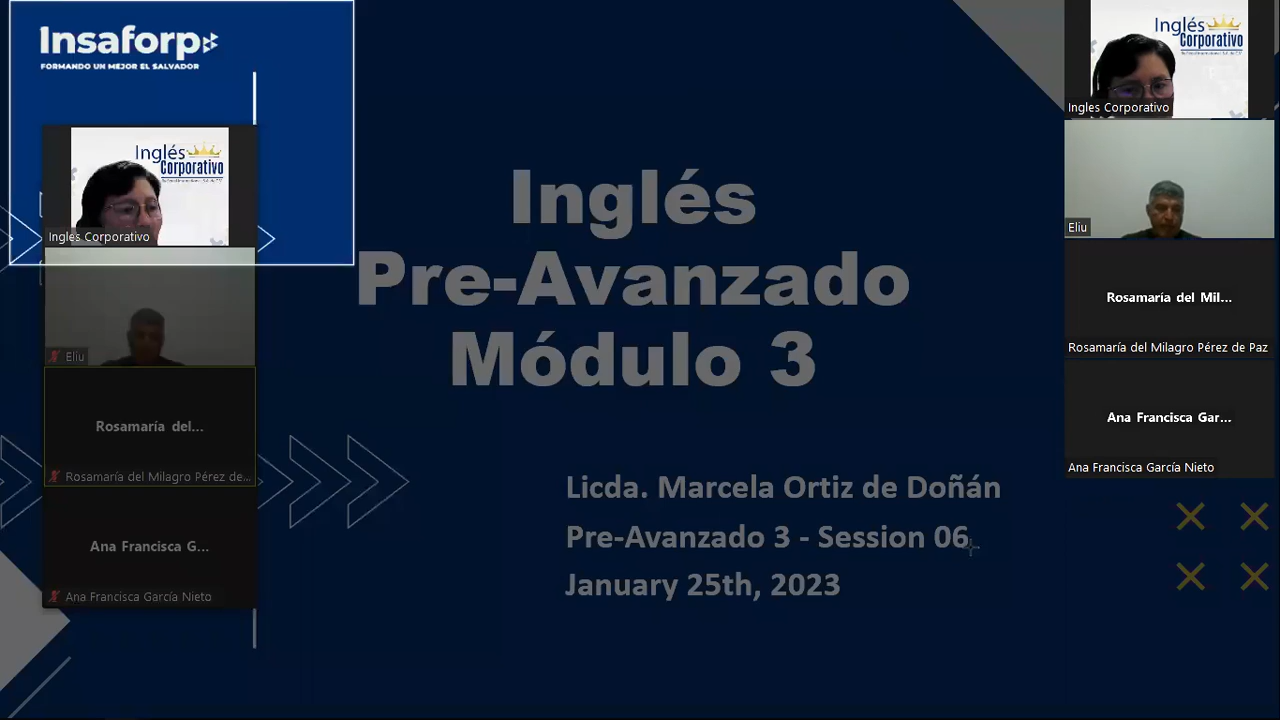 Insaforp
FORMANDO UN MEJOR EL SALVADOR
Inglés
Corporativo
Ingles Corporativo
Eliu
Rosamaría del...
Rosamaría del Milagro Pérez de...
Ana Francisca G...
Ana Francisca García Nieto
Inglés
Pre-Avanzado
Módulo 3
Licda. Marcela Ortiz de Doñán
Pre-Avanzado 3 - Session 06
January 25th, 2023
Inglés
Corporativo
Ingles Corporativo
Eliu
Rosamaría del Mil...
Rosamaría del Milagro Pérez de Paz
Ana Francisca Gar...
Ana Francisca García Nieto